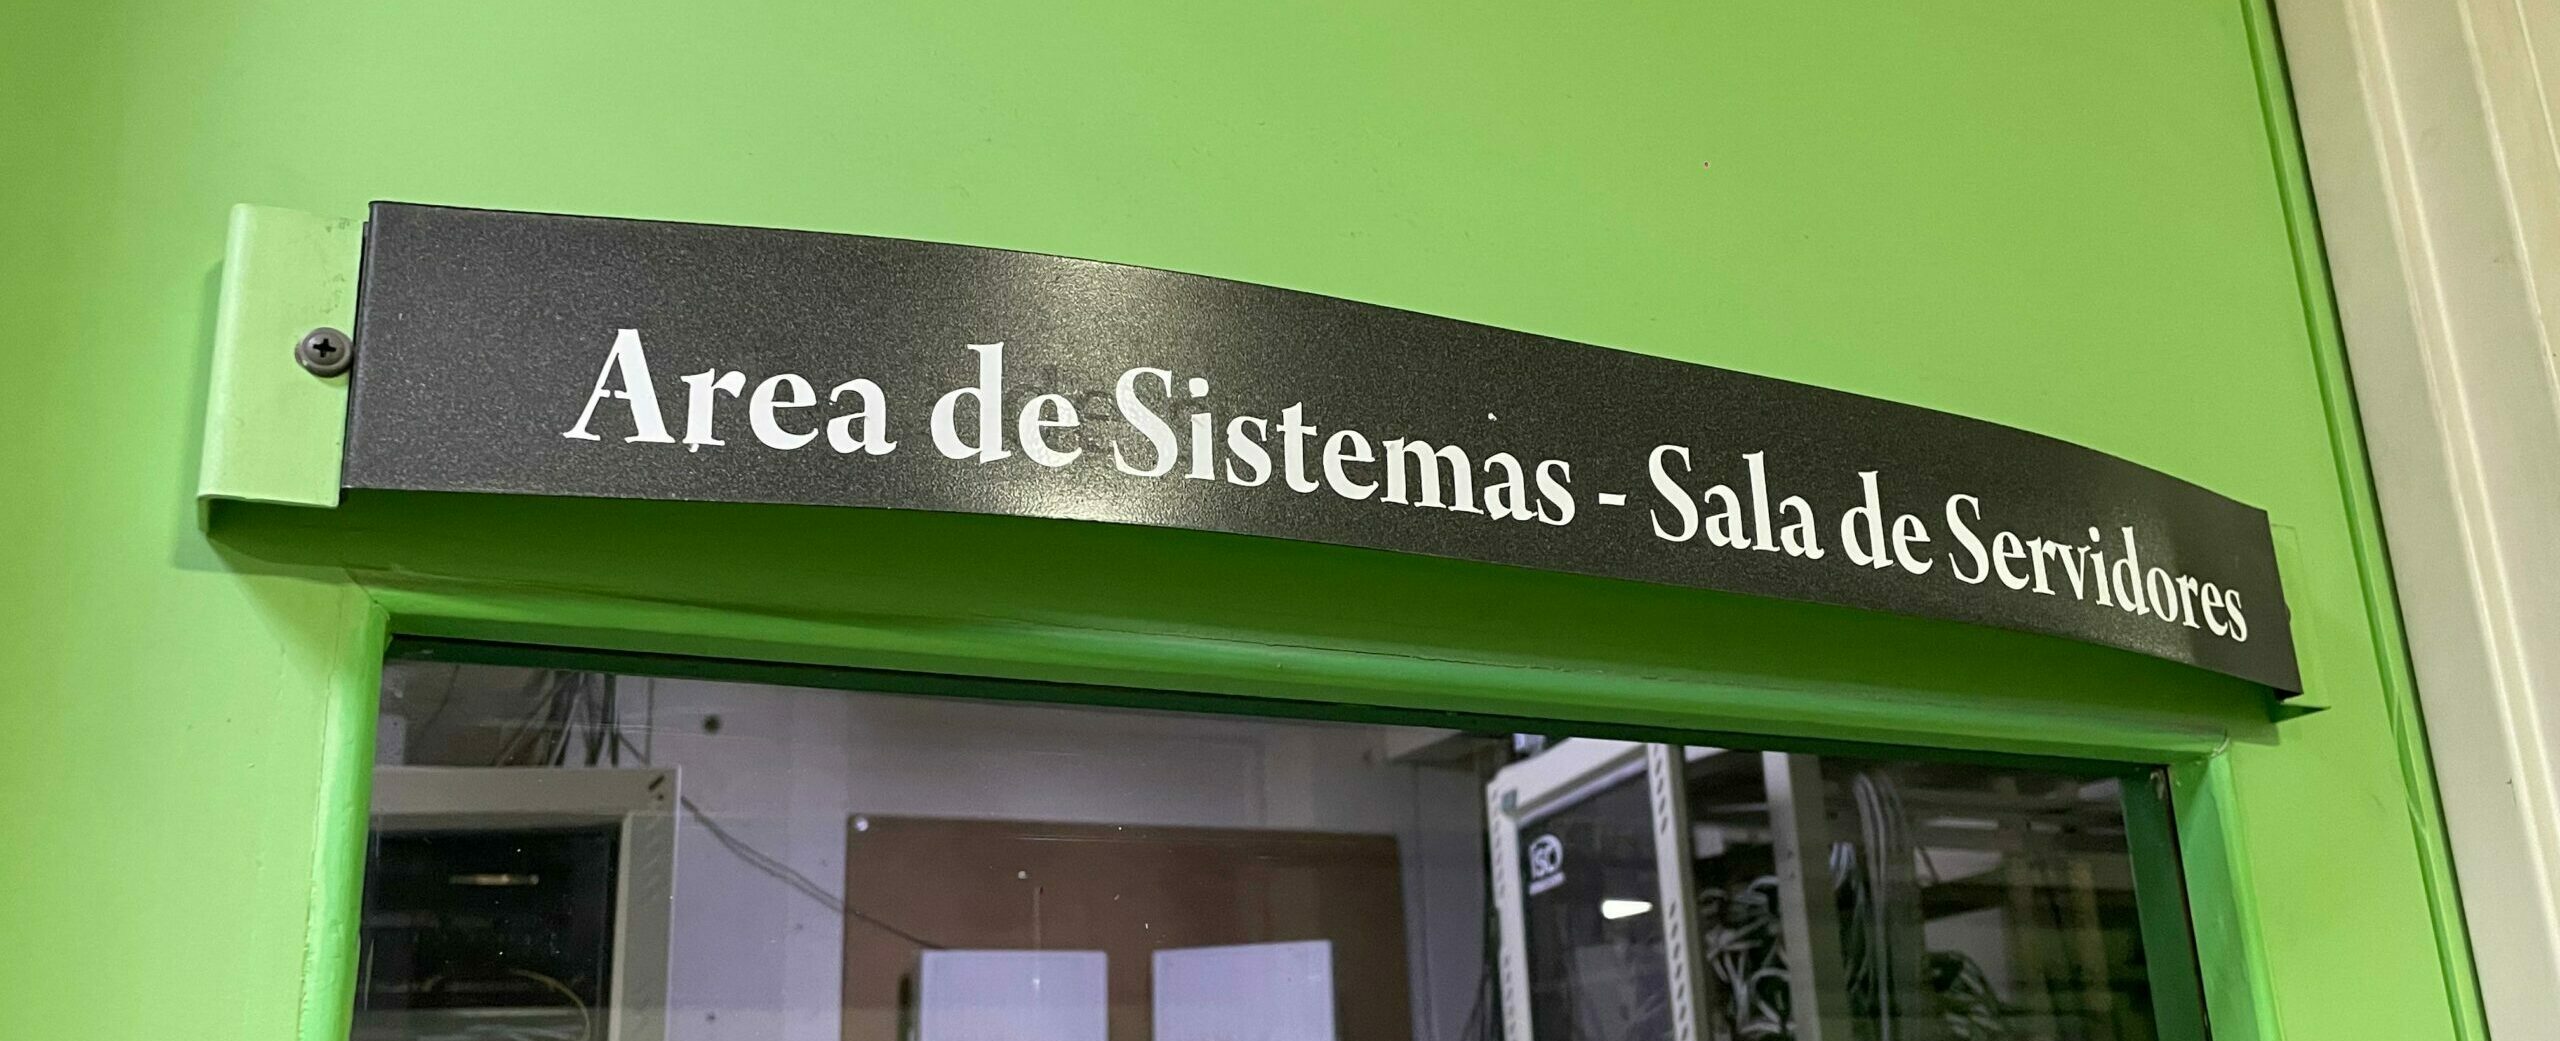 Area de Sistemas - Sala de Servidores